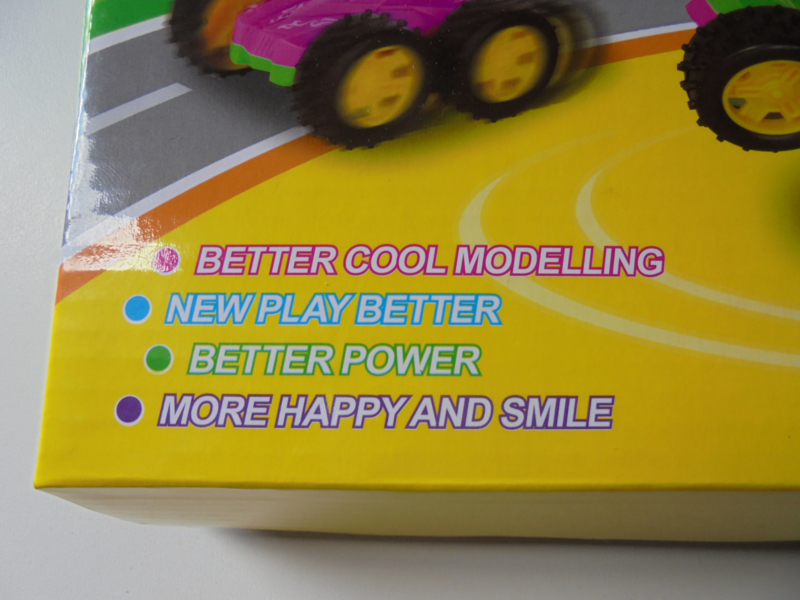 BETTER COOL MODELLING
NEW PLAY BETTER
BETTER POWER
MORE HAPPY AND SMILE